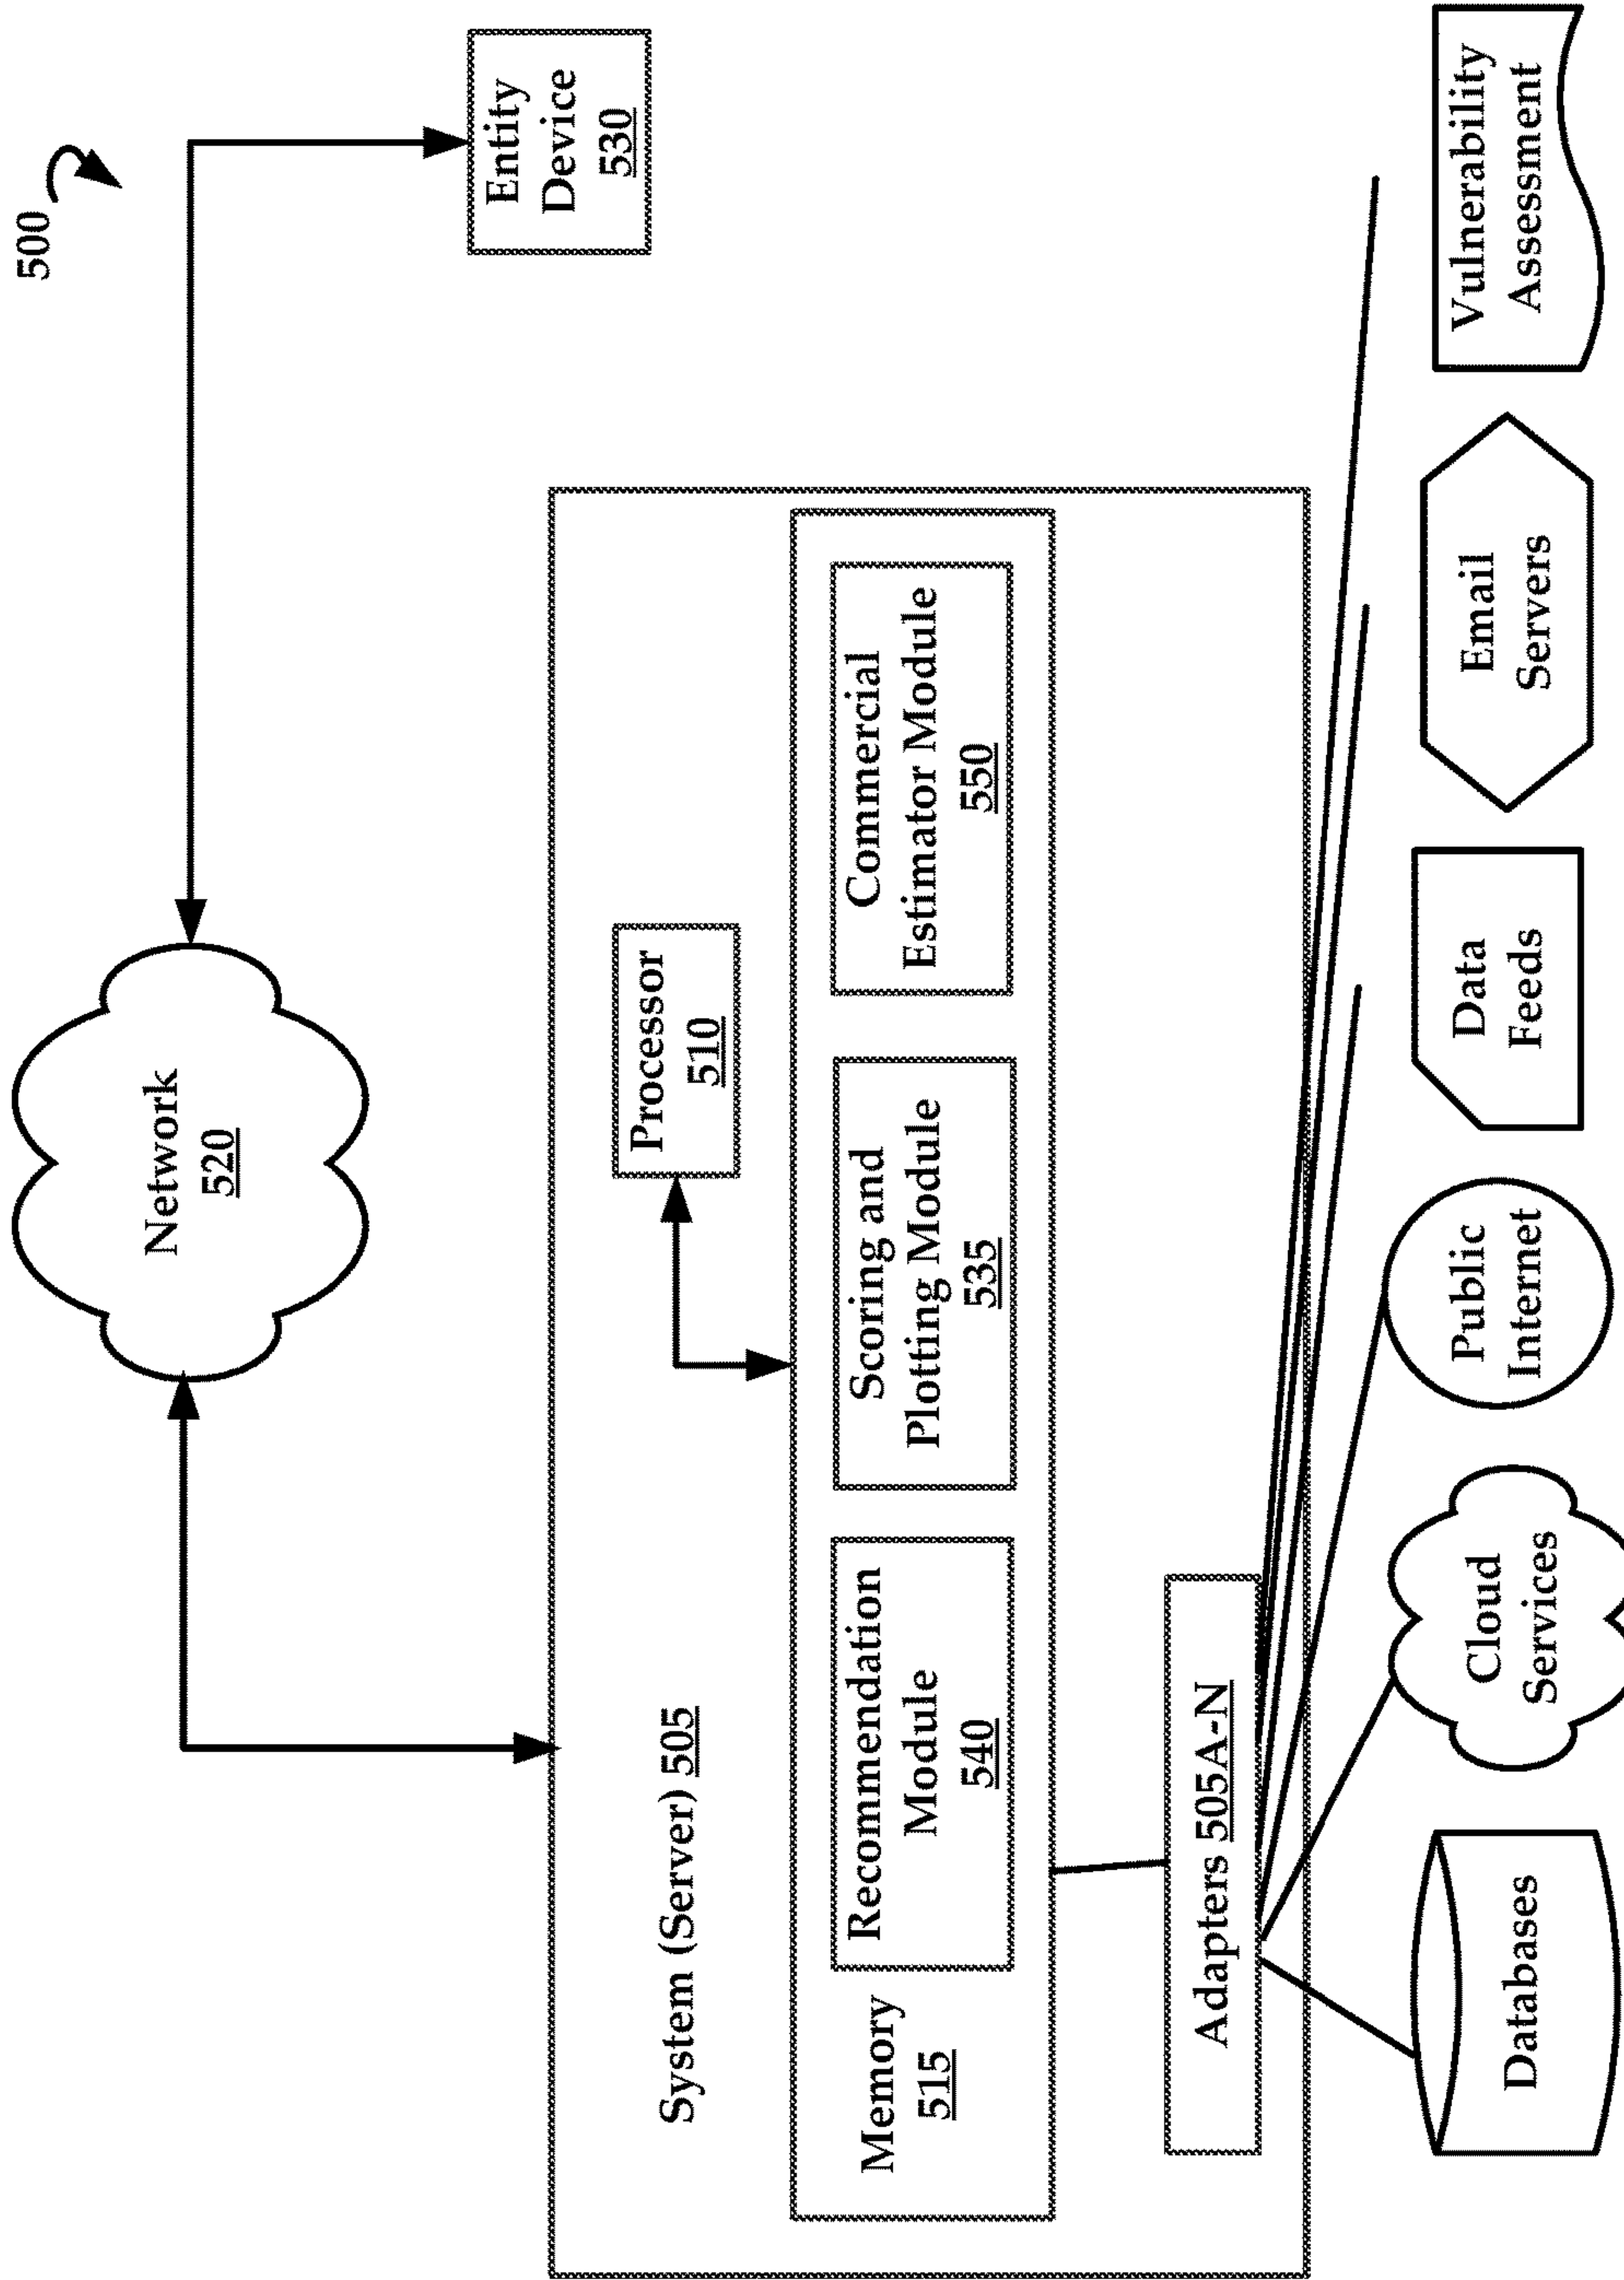 500
Network
520
Entity
Device
530
System (Server) 505
Processor
510
Memory
515
Recommendation
Module
540
Scoring and
Plotting Module
535
Commercial
Estimator Module
550
Adapters 505A-N
Databases
Cloud
Services
Public
Internet
Data
Feeds
Email
Servers
Vulnerability
Assessment